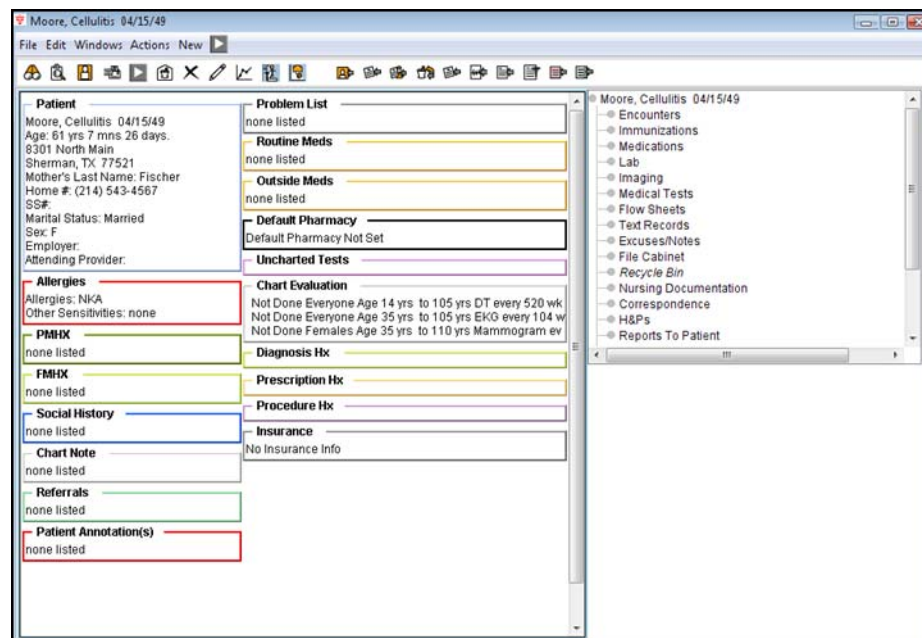 Moore, Cellulitis 04/15/49
File Edit Windows Actions New
Patient
Moore, Cellulitis 04/15/49
Age: 61 yrs 7 mns 26 days.
8301 North Main
Sherman, TX 77521
Mother's Last Name: Fischer
Home #: (214) 543-4567
SS#:
Marital Status: Married
Sex: F
Employer:
Attending Provider:
Allergies
Allergies: NKA
Other Sensitivities: none
PMHX
none listed
FMHX
none listed
Social History
none listed
Chart Note
none listed
Referrals
none listed
Patient Annotation(s)
none listed
Problem List
none listed
Routine Meds
none listed
Outside Meds
none listed
Default Pharmacy
Default Pharmacy Not Set
Uncharted Tests
Chart Evaluation
Not Done Everyone Age 14 yrs to 105 yrs DT every 520 wk
Not Done Everyone Age 35 yrs to 105 yrs EKG every 104 w
Not Done Females Age 35 yrs to 110 yrs Mammogram ev
Diagnosis Hx
Prescription Hx
Procedure Hx
Insurance
No Insurance Info
Moore, Cellulitis 04/15/49
Encounters
Immunizations
Medications
Lab
Imaging
Medical Tests
Flow Sheets
Text Records
Excuses/Notes
File Cabinet
Recycle Bin
Nursing Documentation
Correspondence
H&Ps
Reports To Patient